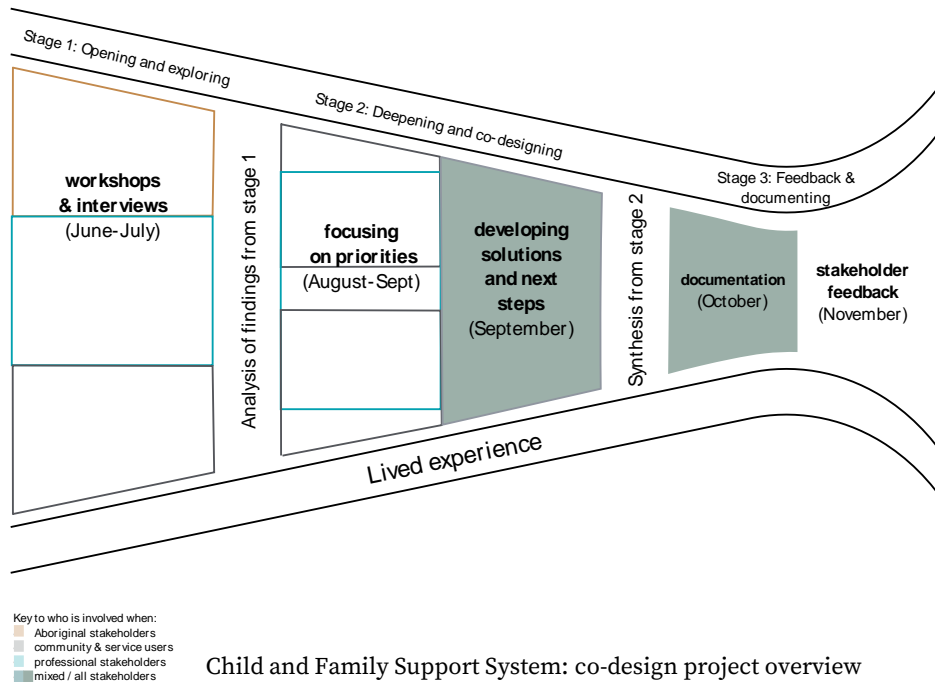 Stage 1: Opening and exploring
Stage 2: Deepening and co-designing
Stage 3: Feedback &
documenting
workshops
& interviews
(June-July)
Analysis of findings from stage 1
focusing
on priorities
(August-Sept)
developing
solutions
and next
steps
(September)
Synthesis from stage 2
documentation
(October)
stakeholder
feedback
(November)
Lived experience
Key to who is involved when:
Aboriginal stakeholders
community & service users
professional stakeholders
mixed / all stakeholders
Child and Family Support System: co-design project overview